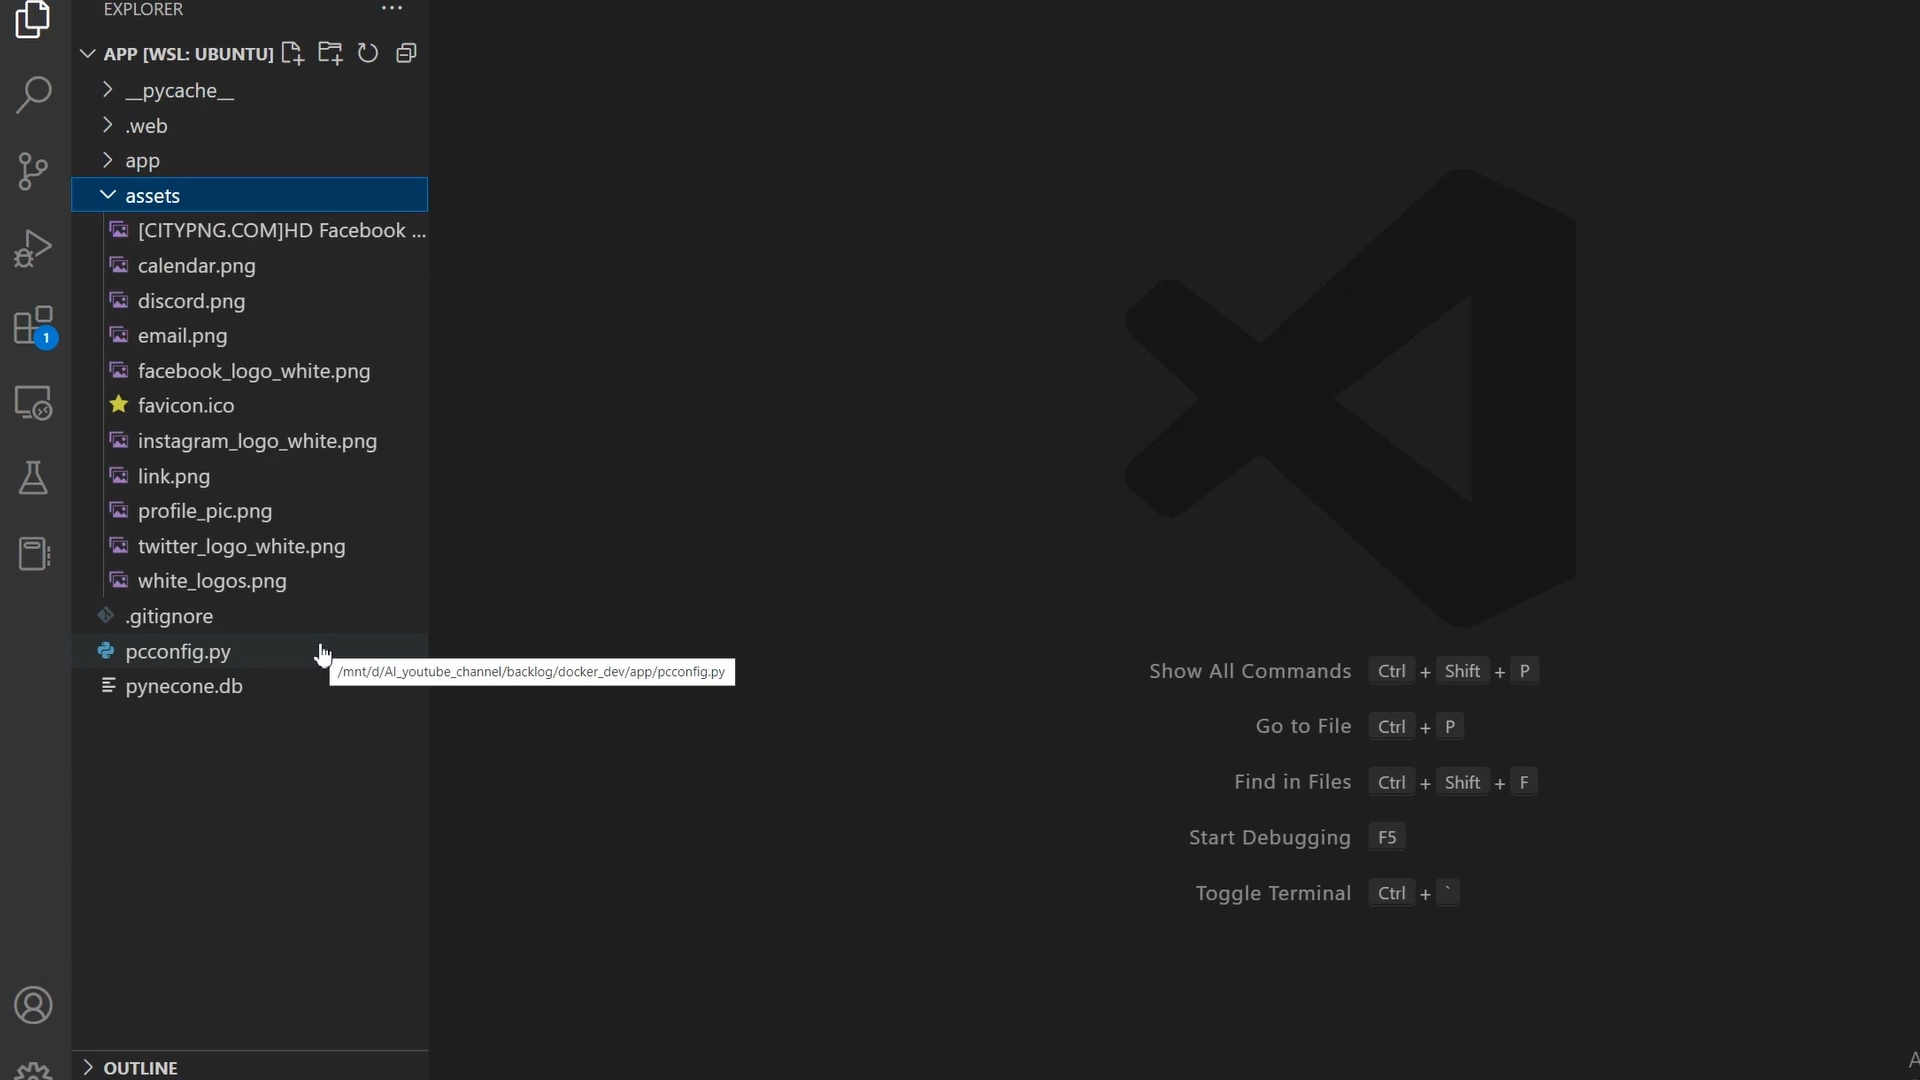 EXPLORER
APP [WSL: UBUNTU]
__pycache__
.web
app
assets
[CITYPNG.COM]HD Facebook ...
calendar.png
discord.png
1
email.png
facebook_logo_white.png
favicon.ico
instagram_logo_white.png
link.png
profile_pic.png
twitter_logo_white.png
white_logos.png
.gitignore
pcconfig.py
/mnt/d/AI_youtube_channel/backlog/docker_dev/app/pcconfig.py
pynecone.db
Show All Commands Ctrl + Shift + P
Go to File Ctrl + P
Find in Files Ctrl + Shift + F
Start Debugging F5
Toggle Terminal Ctrl + `
OUTLINE